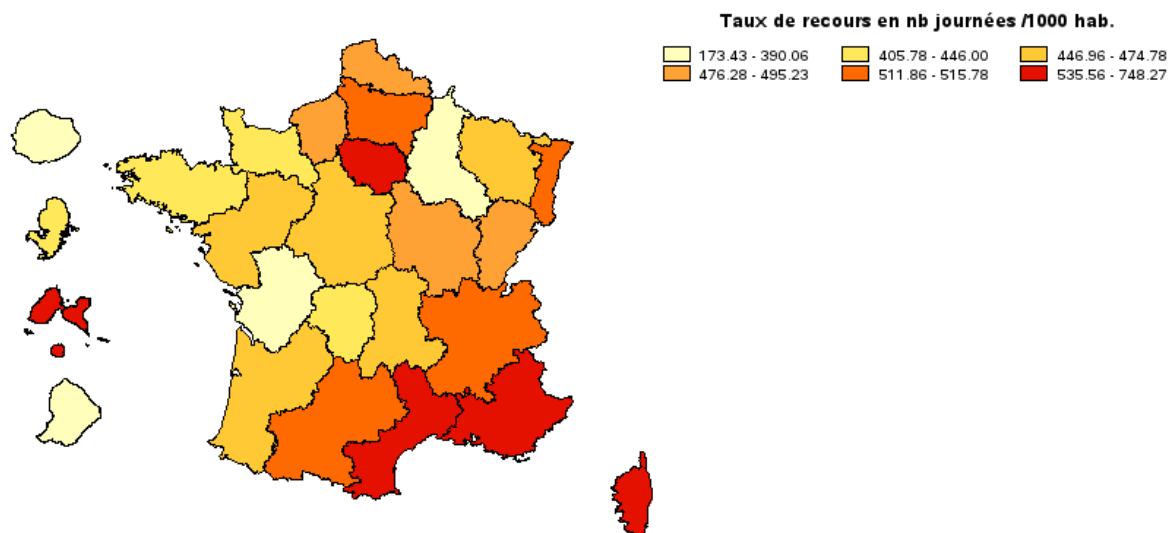 Taux de recours en nb journées /1000 hab.
173.43 - 390.06 405.78 - 446.00 446.96 - 474.78
476.28 - 495.23 511.86 - 515.78 535.56 - 748.27